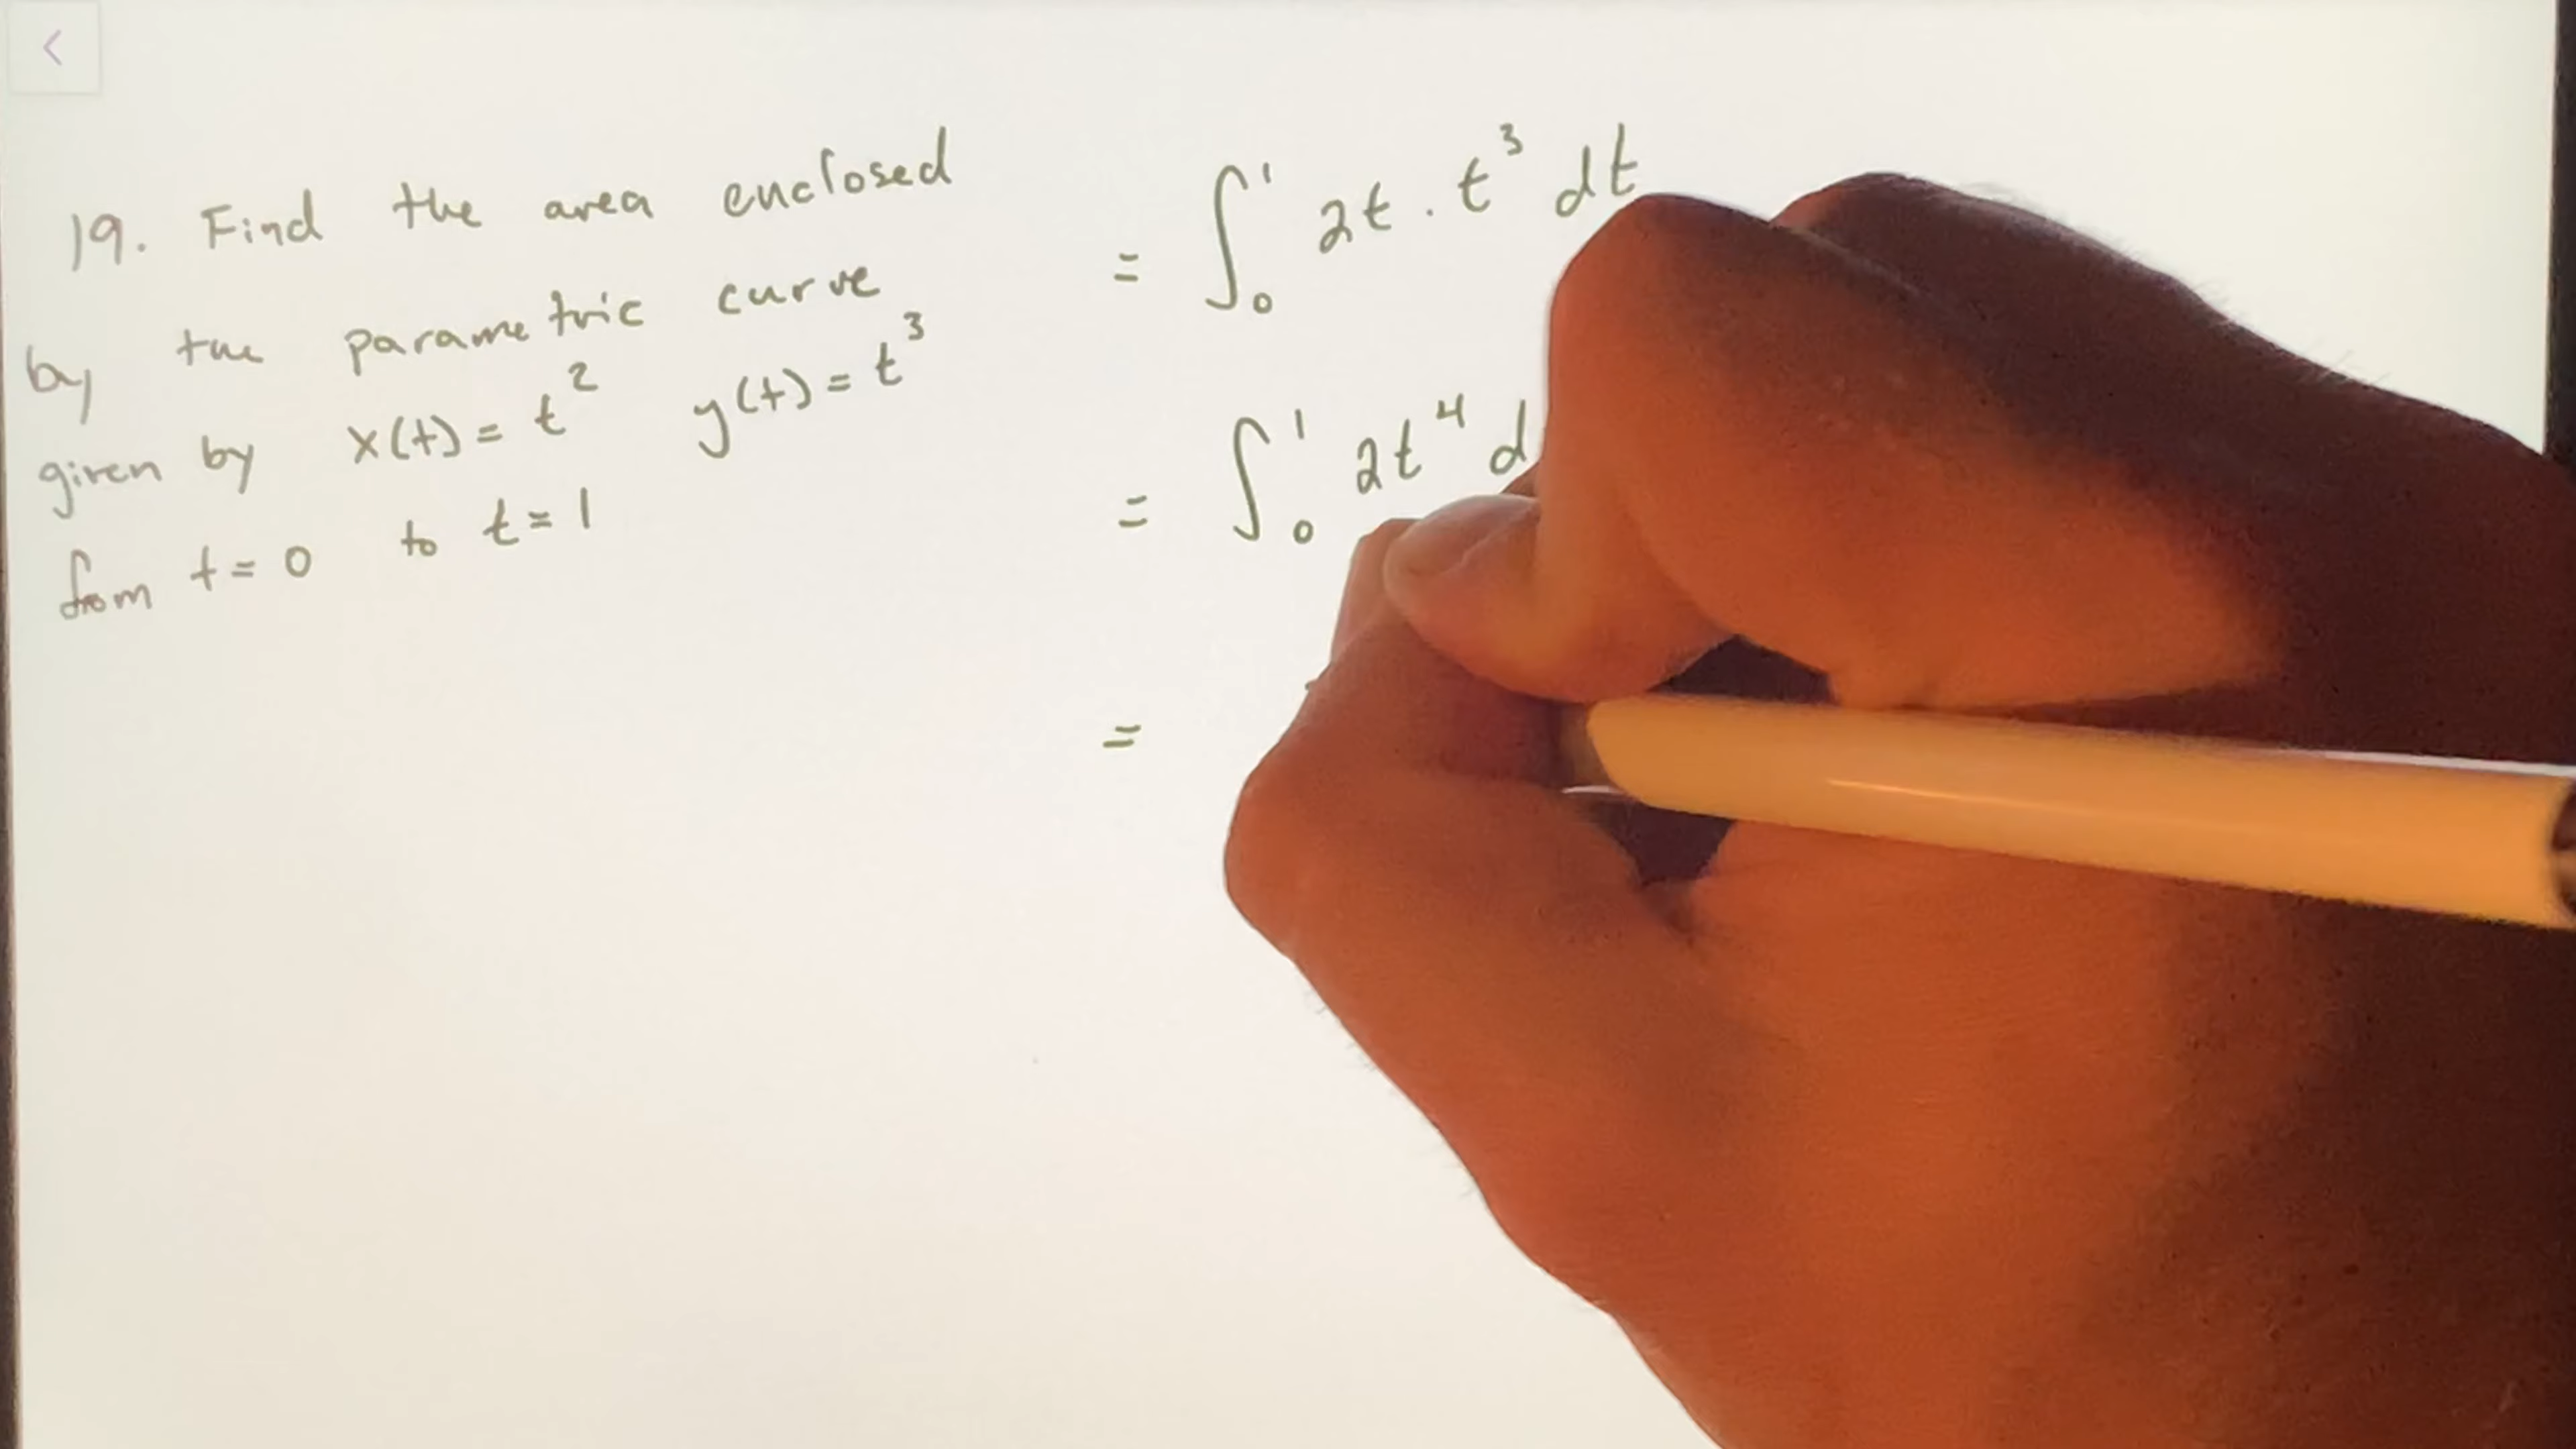 19. Find the area enclosed
by the parametric curve
given by x(t) = t² y(t) = t³
from t = 0 to t = 1
= ∫₀¹ 2t · t³ dt
= ∫₀¹ 2t⁴ d
=